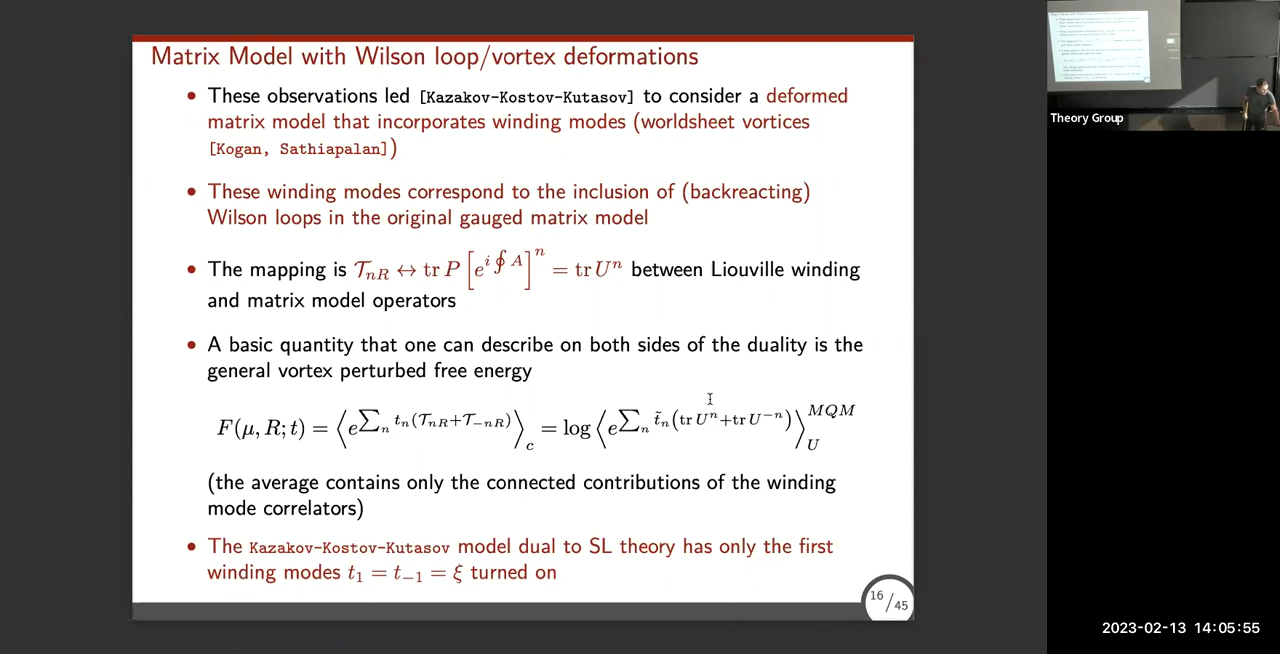 Matrix Model with Wilson loop/vortex deformations
• These observations led [Kazakov-Kostov-Kutasov] to consider a deformed
matrix model that incorporates winding modes (worldsheet vortices
[Kogan, Sathiapalan])
• These winding modes correspond to the inclusion of (backreacting)
Wilson loops in the original gauged matrix model
• The mapping is 𝒯_{nR} ↔ tr P [e^{i∮A}]^n = tr U^n between Liouville winding
and matrix model operators
• A basic quantity that one can describe on both sides of the duality is the
general vortex perturbed free energy
F(μ, R; t) = ⟨e^{∑_n t_n(𝒯_{nR}+𝒯_{−nR})}⟩_c = log ⟨e^{∑_n t̃_n(tr U^n+tr U^{−n})}⟩_U^{MQM}
(the average contains only the connected contributions of the winding
mode correlators)
• The Kazakov-Kostov-Kutasov model dual to SL theory has only the first
winding modes t_1 = t_{−1} = ξ turned on
16/45
Theory Group
2023-02-13 14:05:55